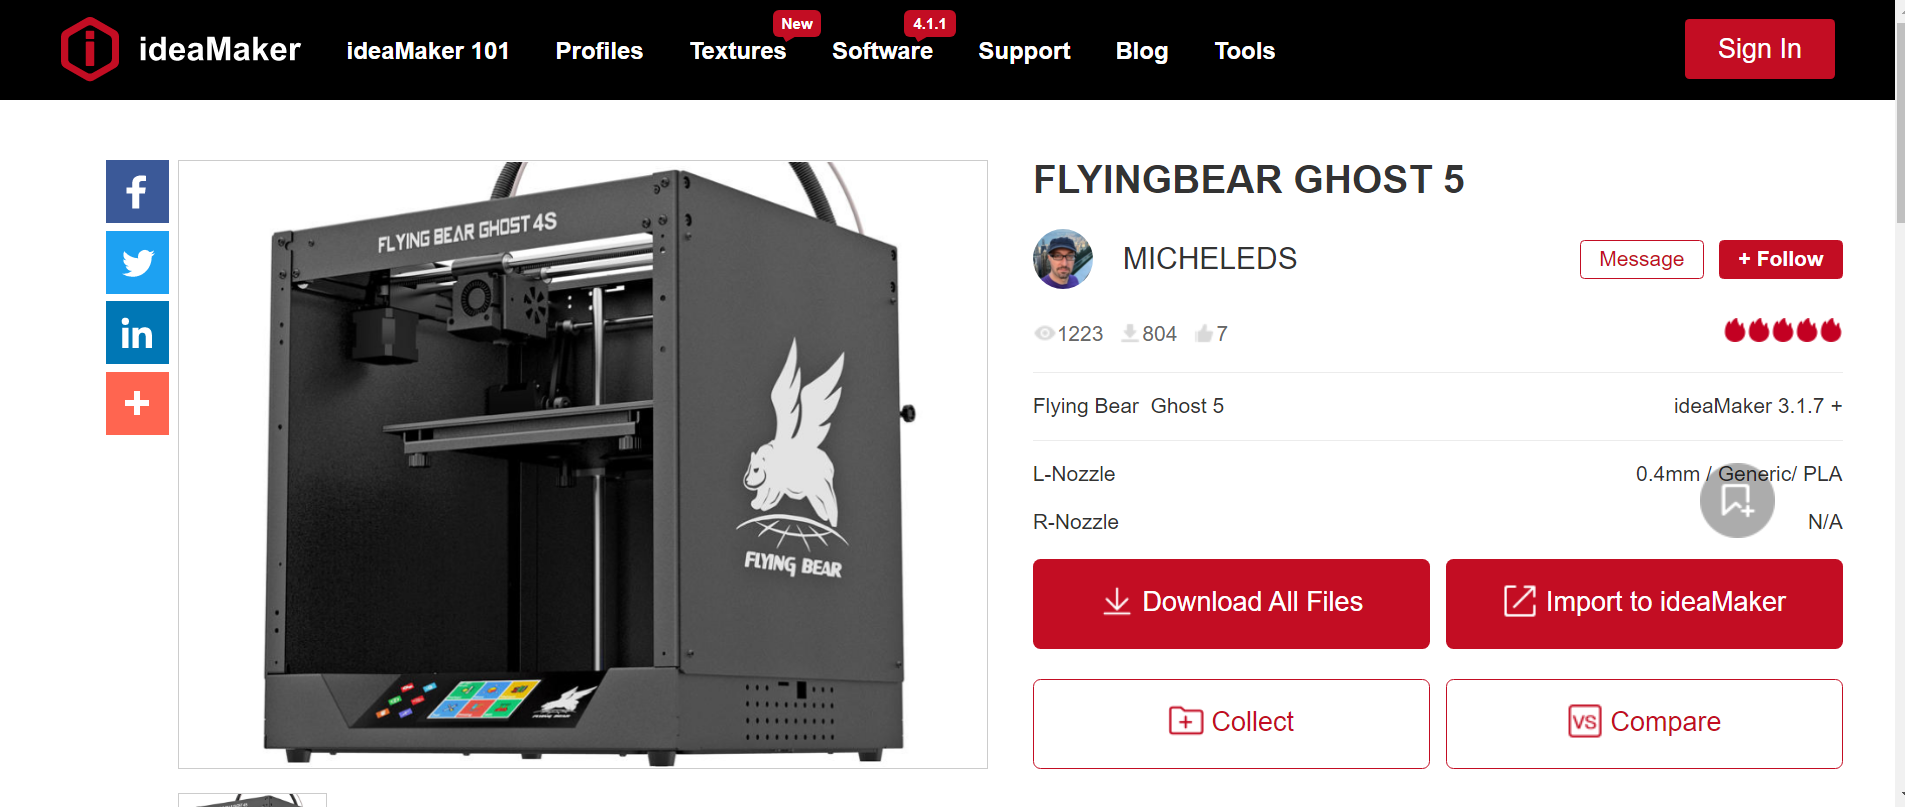 ideaMaker
ideaMaker 101
Profiles
Textures
New
Software
4.1.1
Support
Blog
Tools
Sign In
FLYING BEAR GHOST 4S
FLYING BEAR
FLYINGBEAR GHOST 5
MICHELEDS
Message
+ Follow
1223
804
7
Flying Bear  Ghost 5
ideaMaker 3.1.7 +
L-Nozzle
0.4mm / Generic/ PLA
R-Nozzle
N/A
Download All Files
Import to ideaMaker
Collect
VS Compare